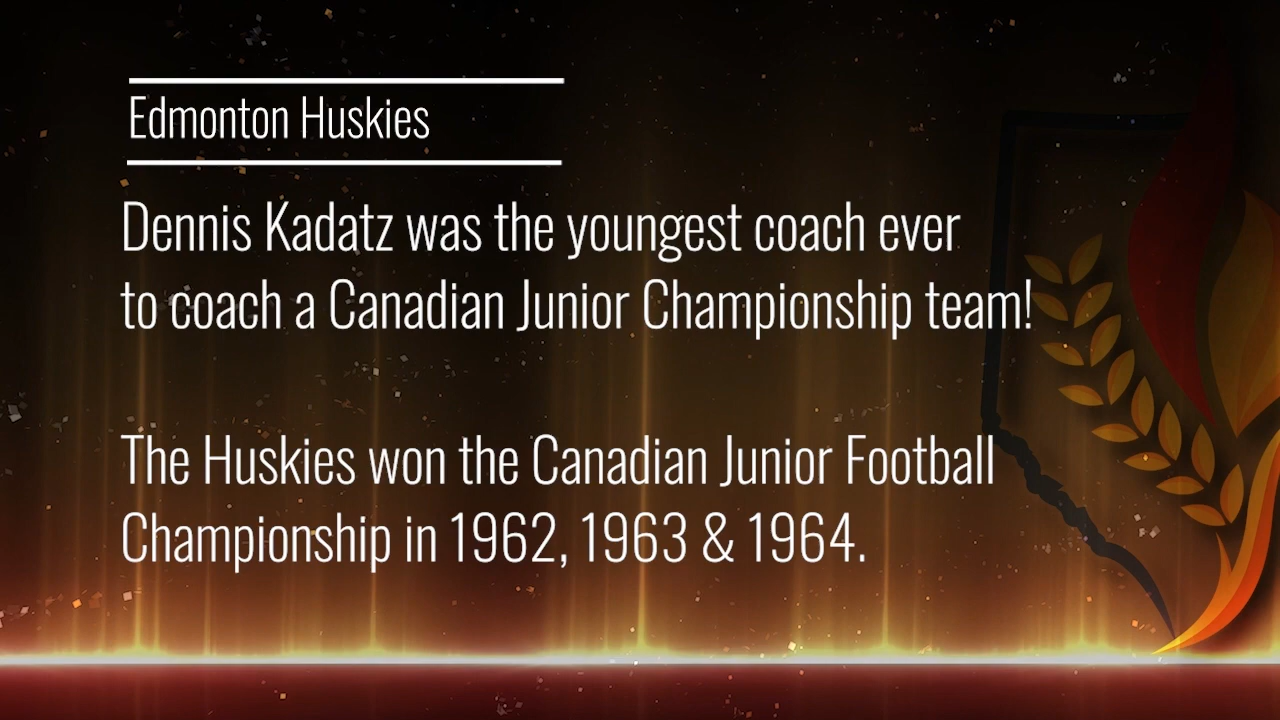 Edmonton Huskies
Dennis Kadatz was the youngest coach ever
to coach a Canadian Junior Championship team!
The Huskies won the Canadian Junior Football
Championship in 1962, 1963 & 1964.